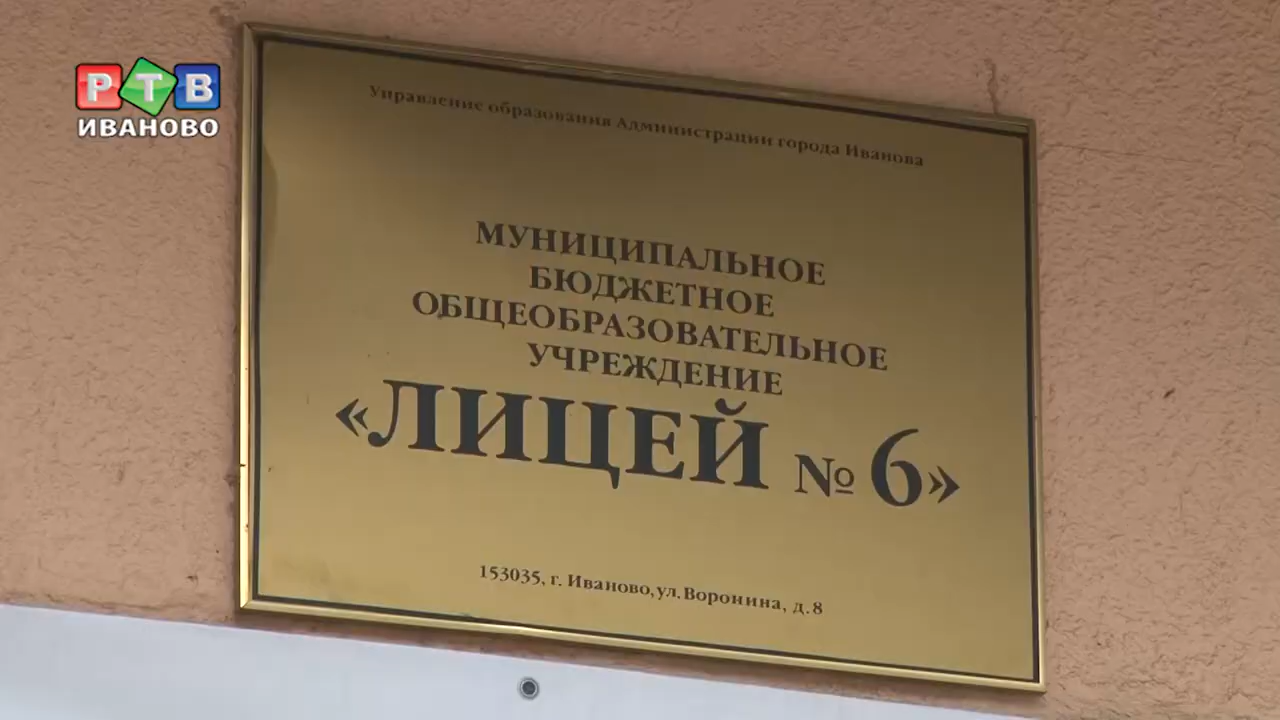 РТВ
ИВАНОВО
Управление образования Администрации города Иванова
МУНИЦИПАЛЬНОЕ
БЮДЖЕТНОЕ
ОБЩЕОБРАЗОВАТЕЛЬНОЕ
УЧРЕЖДЕНИЕ
«ЛИЦЕЙ № 6»
153035, г. Иваново, ул. Воронина, д. 8